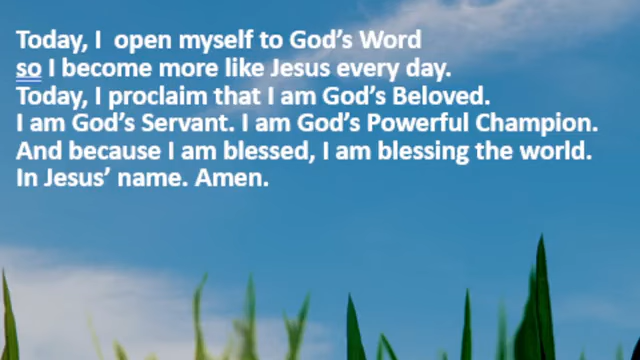 Today, I  open myself to God’s Word
so I become more like Jesus every day.
Today, I proclaim that I am God’s Beloved.
I am God’s Servant. I am God’s Powerful Champion.
And because I am blessed, I am blessing the world.
In Jesus’ name. Amen.